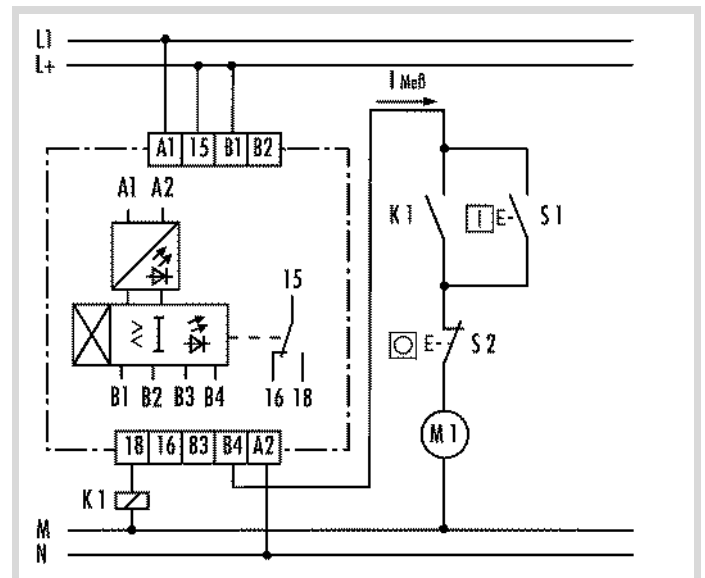 L1
L+
I Meß
A1 15 B1 B2
A1 A2
K1
I E- S1
15
E- S2
B1 B2 B3 B4
16 18
M1
18 16 B3 B4 A2
K1
M
N